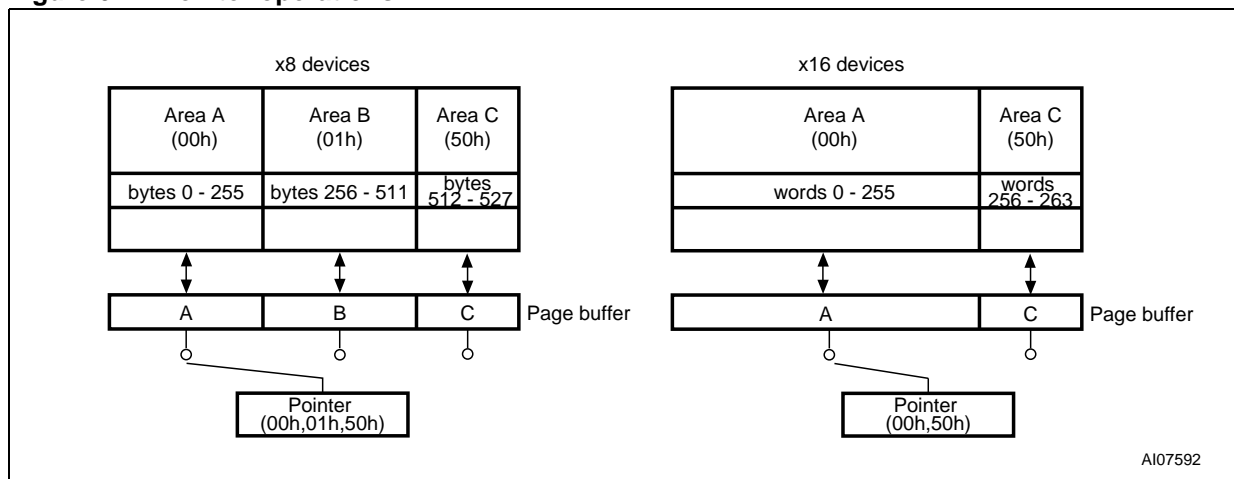 x8 devices
Area A
(00h)
Area B
(01h)
Area C
(50h)
bytes 0 - 255
bytes 256 - 511
bytes
512 - 527
A
B
C
Page buffer
Pointer
(00h,01h,50h)
x16 devices
Area A
(00h)
Area C
(50h)
words 0 - 255
words
256 - 263
A
C
Page buffer
Pointer
(00h,50h)
AI07592